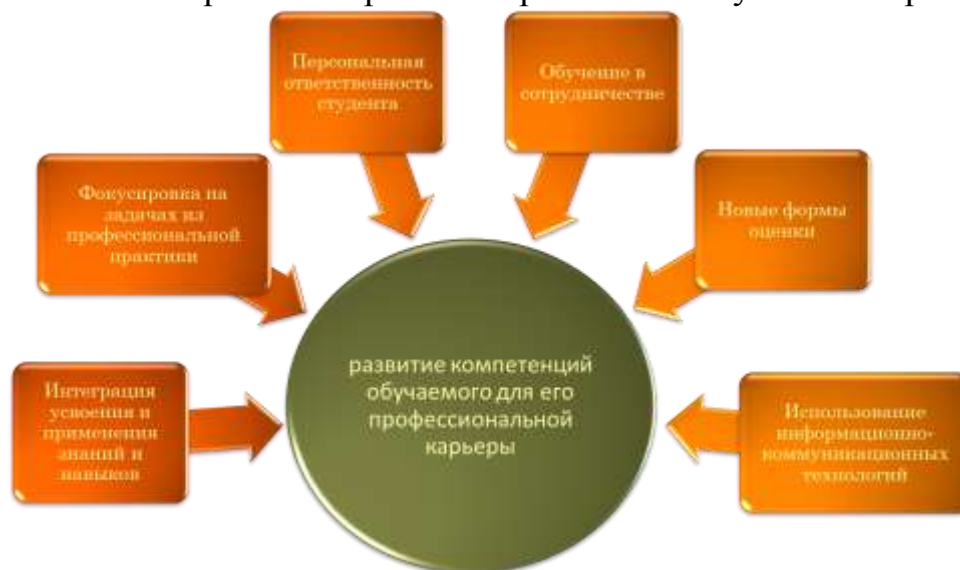 Персональная
ответственность
студента
Обучение в
сотрудничестве
Фокусировка на
задачах из
профессиональной
практики
Новые формы
оценки
развитие компетенций
обучаемого для его
профессиональной
карьеры
Интеграция
усвоения и
применения
знаний и
навыков
Использование
информационно-
коммуникационных
технологий